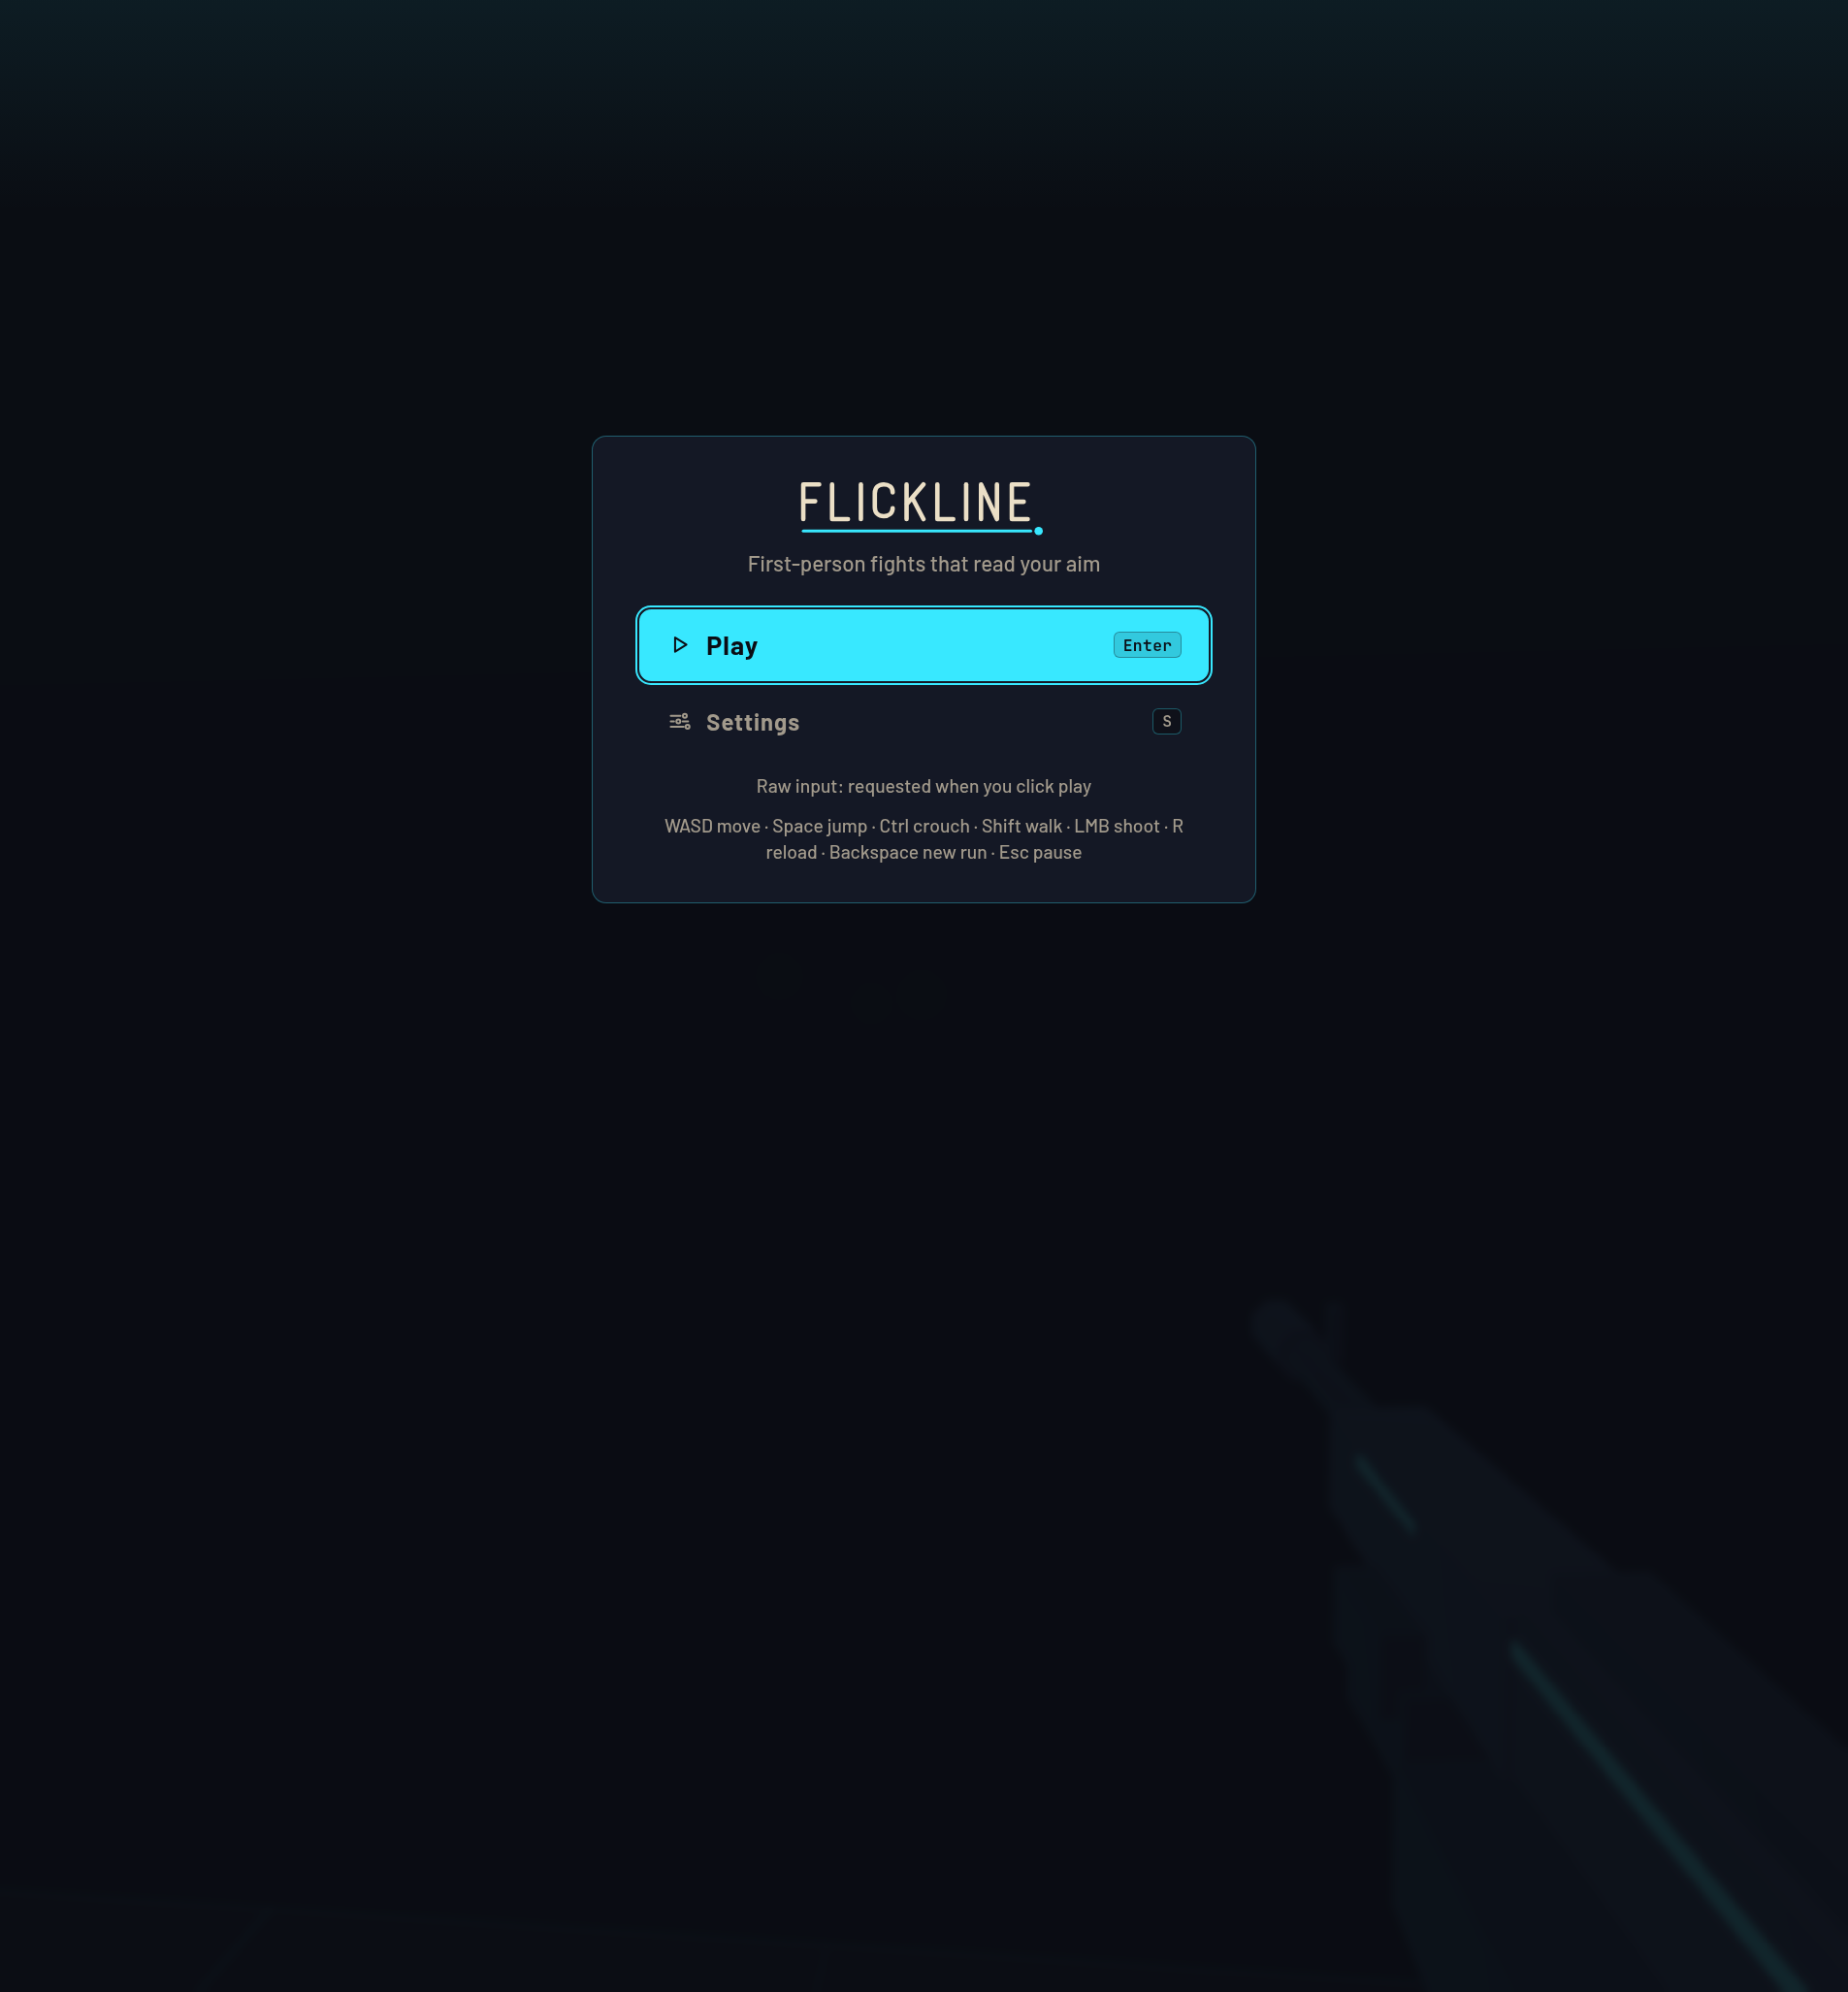 FLICKLINE
First-person fights that read your aim
Play Enter
Settings S
Raw input: requested when you click play
WASD move · Space jump · Ctrl crouch · Shift walk · LMB shoot · R
reload · Backspace new run · Esc pause